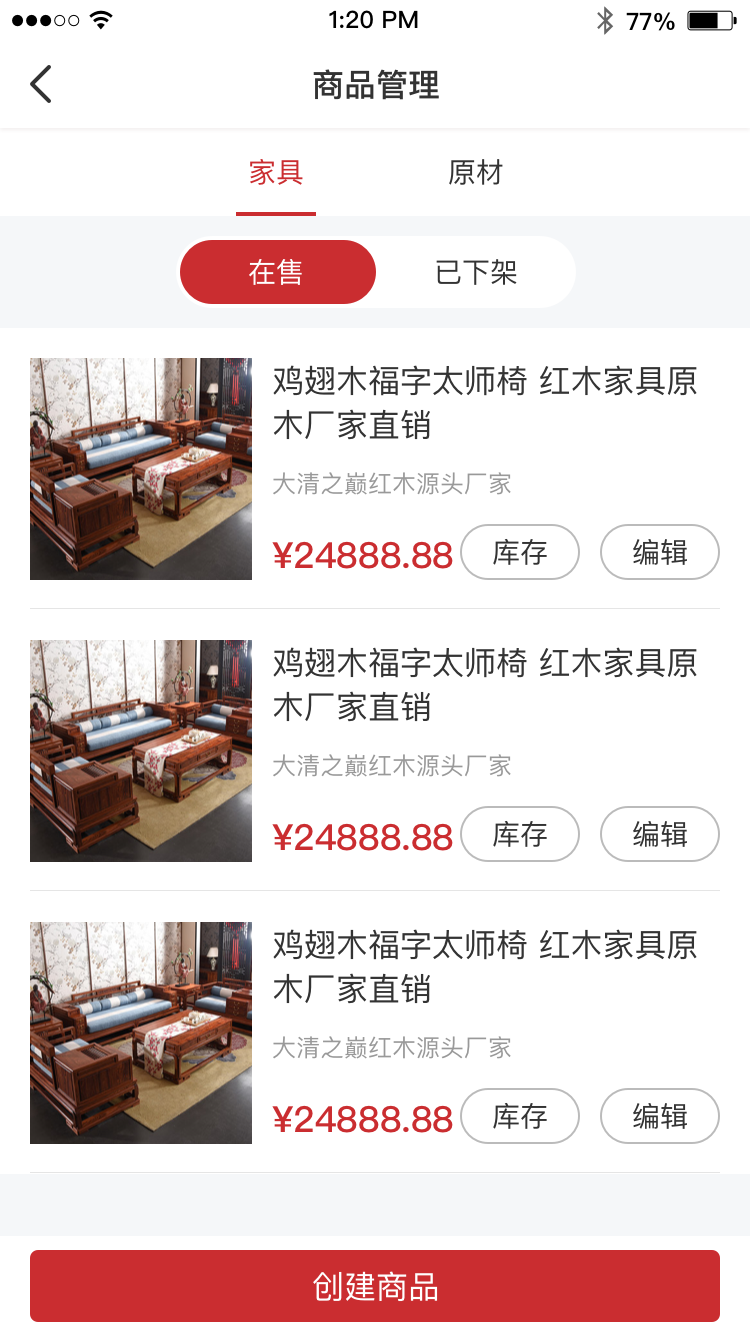 1:20 PM 77%
商品管理
家具 原材
在售 已下架
鸡翅木福字太师椅 红木家具原
木厂家直销
大清之巅红木源头厂家
¥24888.88 库存 编辑
鸡翅木福字太师椅 红木家具原
木厂家直销
大清之巅红木源头厂家
¥24888.88 库存 编辑
鸡翅木福字太师椅 红木家具原
木厂家直销
大清之巅红木源头厂家
¥24888.88 库存 编辑
创建商品